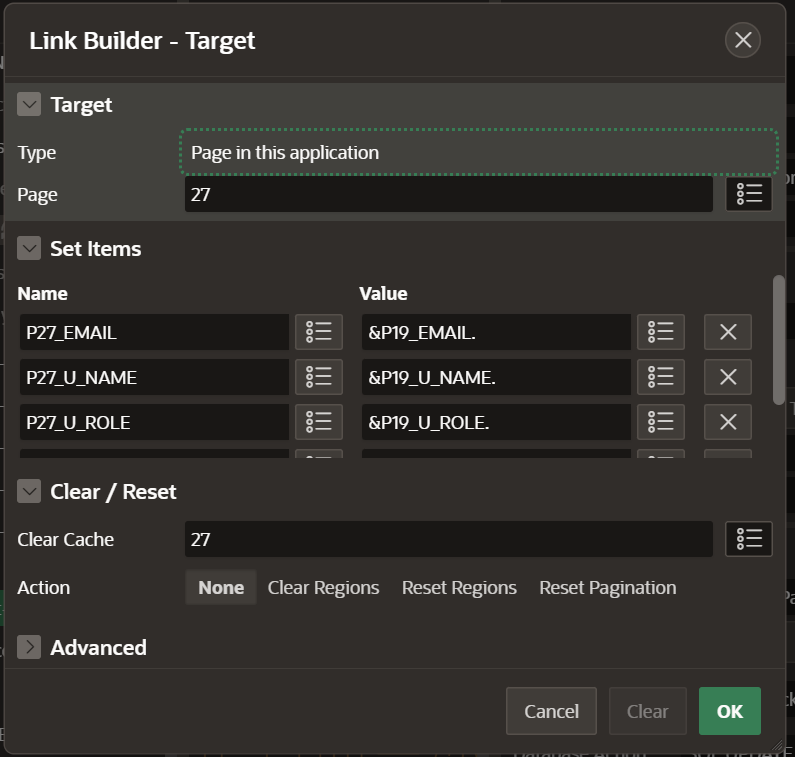 Link Builder - Target
Target
Type Page in this application
Page 27
Set Items
Name Value
P27_EMAIL &P19_EMAIL.
P27_U_NAME &P19_U_NAME.
P27_U_ROLE &P19_U_ROLE.
Clear / Reset
Clear Cache 27
Action None Clear Regions Reset Regions Reset Pagination
Advanced
Cancel Clear OK